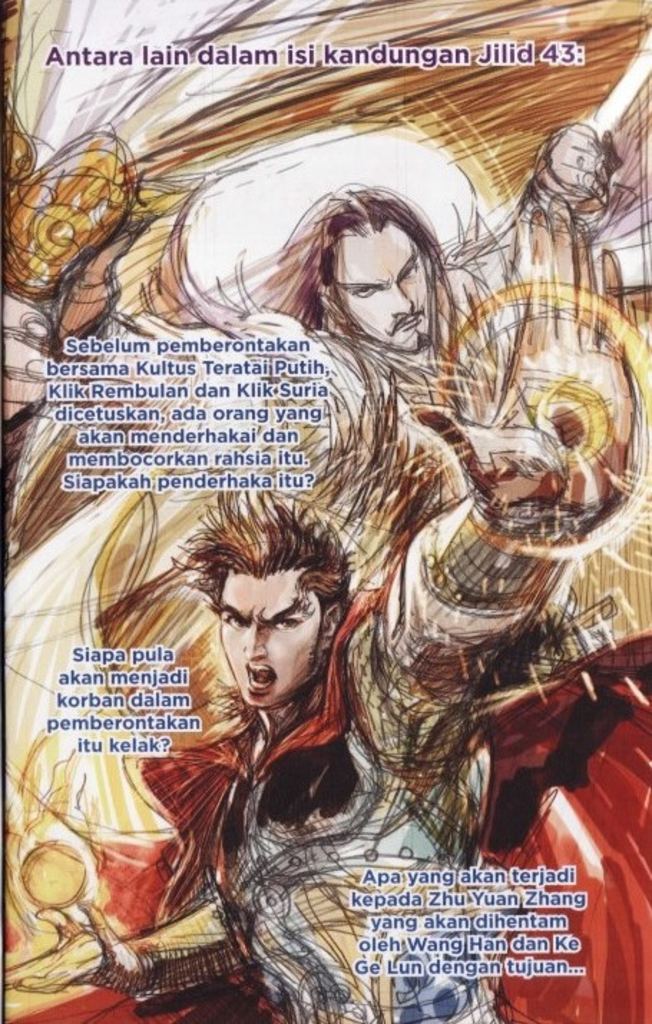 Antara lain dalam isi kandungan Jilid 43:
Sebelum pemberontakan
bersama Kultus Teratai Putih,
Klik Rembulan dan Klik Suria
dicetuskan, ada orang yang
akan menderhakai dan
membocorkan rahsia itu.
Siapakah penderhaka itu?
Siapa pula
akan menjadi
korban dalam
pemberontakan
itu kelak?
Apa yang akan terjadi
kepada Zhu Yuan Zhang
yang akan dihentam
oleh Wang Han dan Ke
Ge Lun dengan tujuan...